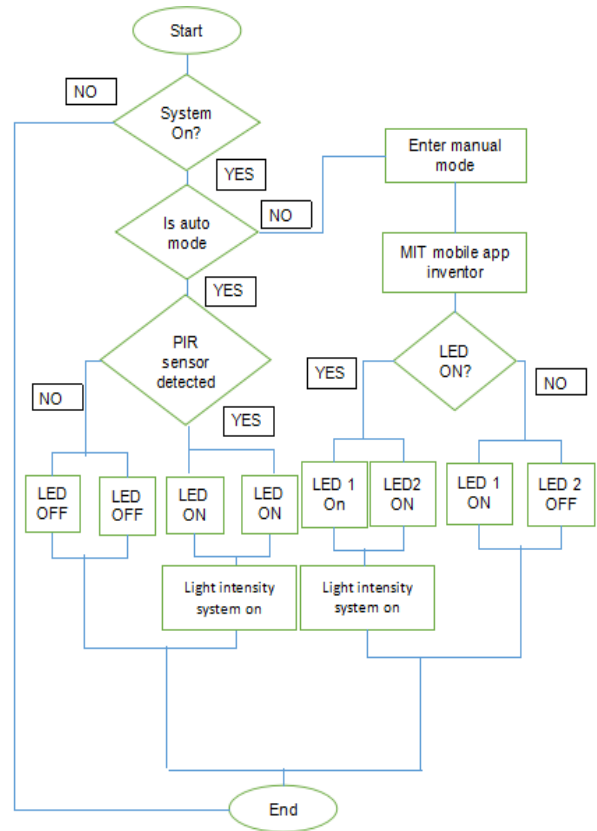 Start
NO
System
On?
YES
Enter manual
mode
NO
Is auto
mode
MIT mobile app
inventor
YES
PIR
sensor
detected
LED
ON?
YES
NO
NO
YES
LED
OFF
LED
OFF
LED
ON
LED
ON
LED 1
On
LED2
ON
LED 1
ON
LED 2
OFF
Light intensity
system on
Light intensity
system on
End